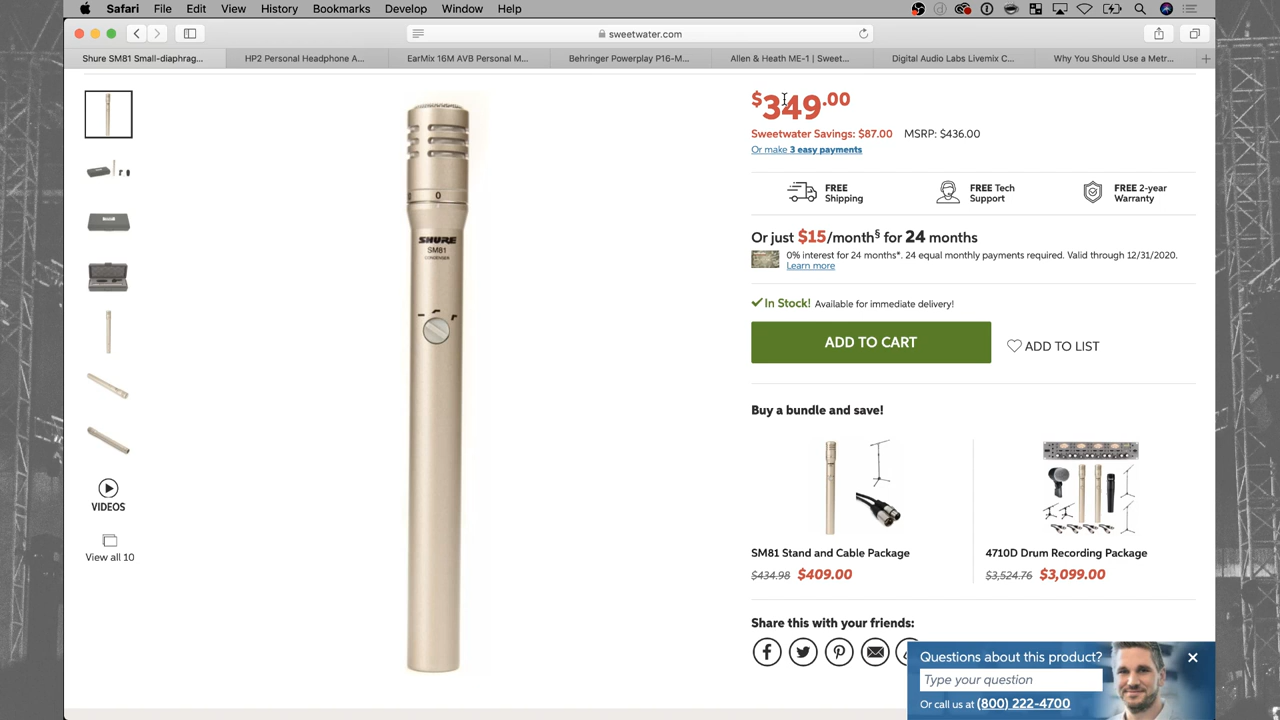 Safari File Edit View History Bookmarks Develop Window Help
sweetwater.com
Shure SM81 Small-diaphrag...
HP2 Personal Headphone A...
EarMix 16M AVB Personal M...
Behringer Powerplay P16-M...
Allen & Heath ME-1 | Sweet...
Digital Audio Labs Livemix C...
Why You Should Use a Metr...
$349.00
Sweetwater Savings: $87.00 MSRP: $436.00
Or make 3 easy payments
FREE Shipping
FREE Tech Support
FREE 2-year Warranty
Or just $15/month§ for 24 months
0% interest for 24 months*. 24 equal monthly payments required. Valid through 12/31/2020.
Learn more
In Stock! Available for immediate delivery!
ADD TO CART
ADD TO LIST
Buy a bundle and save!
SM81 Stand and Cable Package
$434.98 $409.00
4710D Drum Recording Package
$3,524.76 $3,099.00
Share this with your friends:
Questions about this product?
Type your question
Or call us at (800) 222-4700
VIDEOS
View all 10
0
SHURE
SM81
CONDENSER